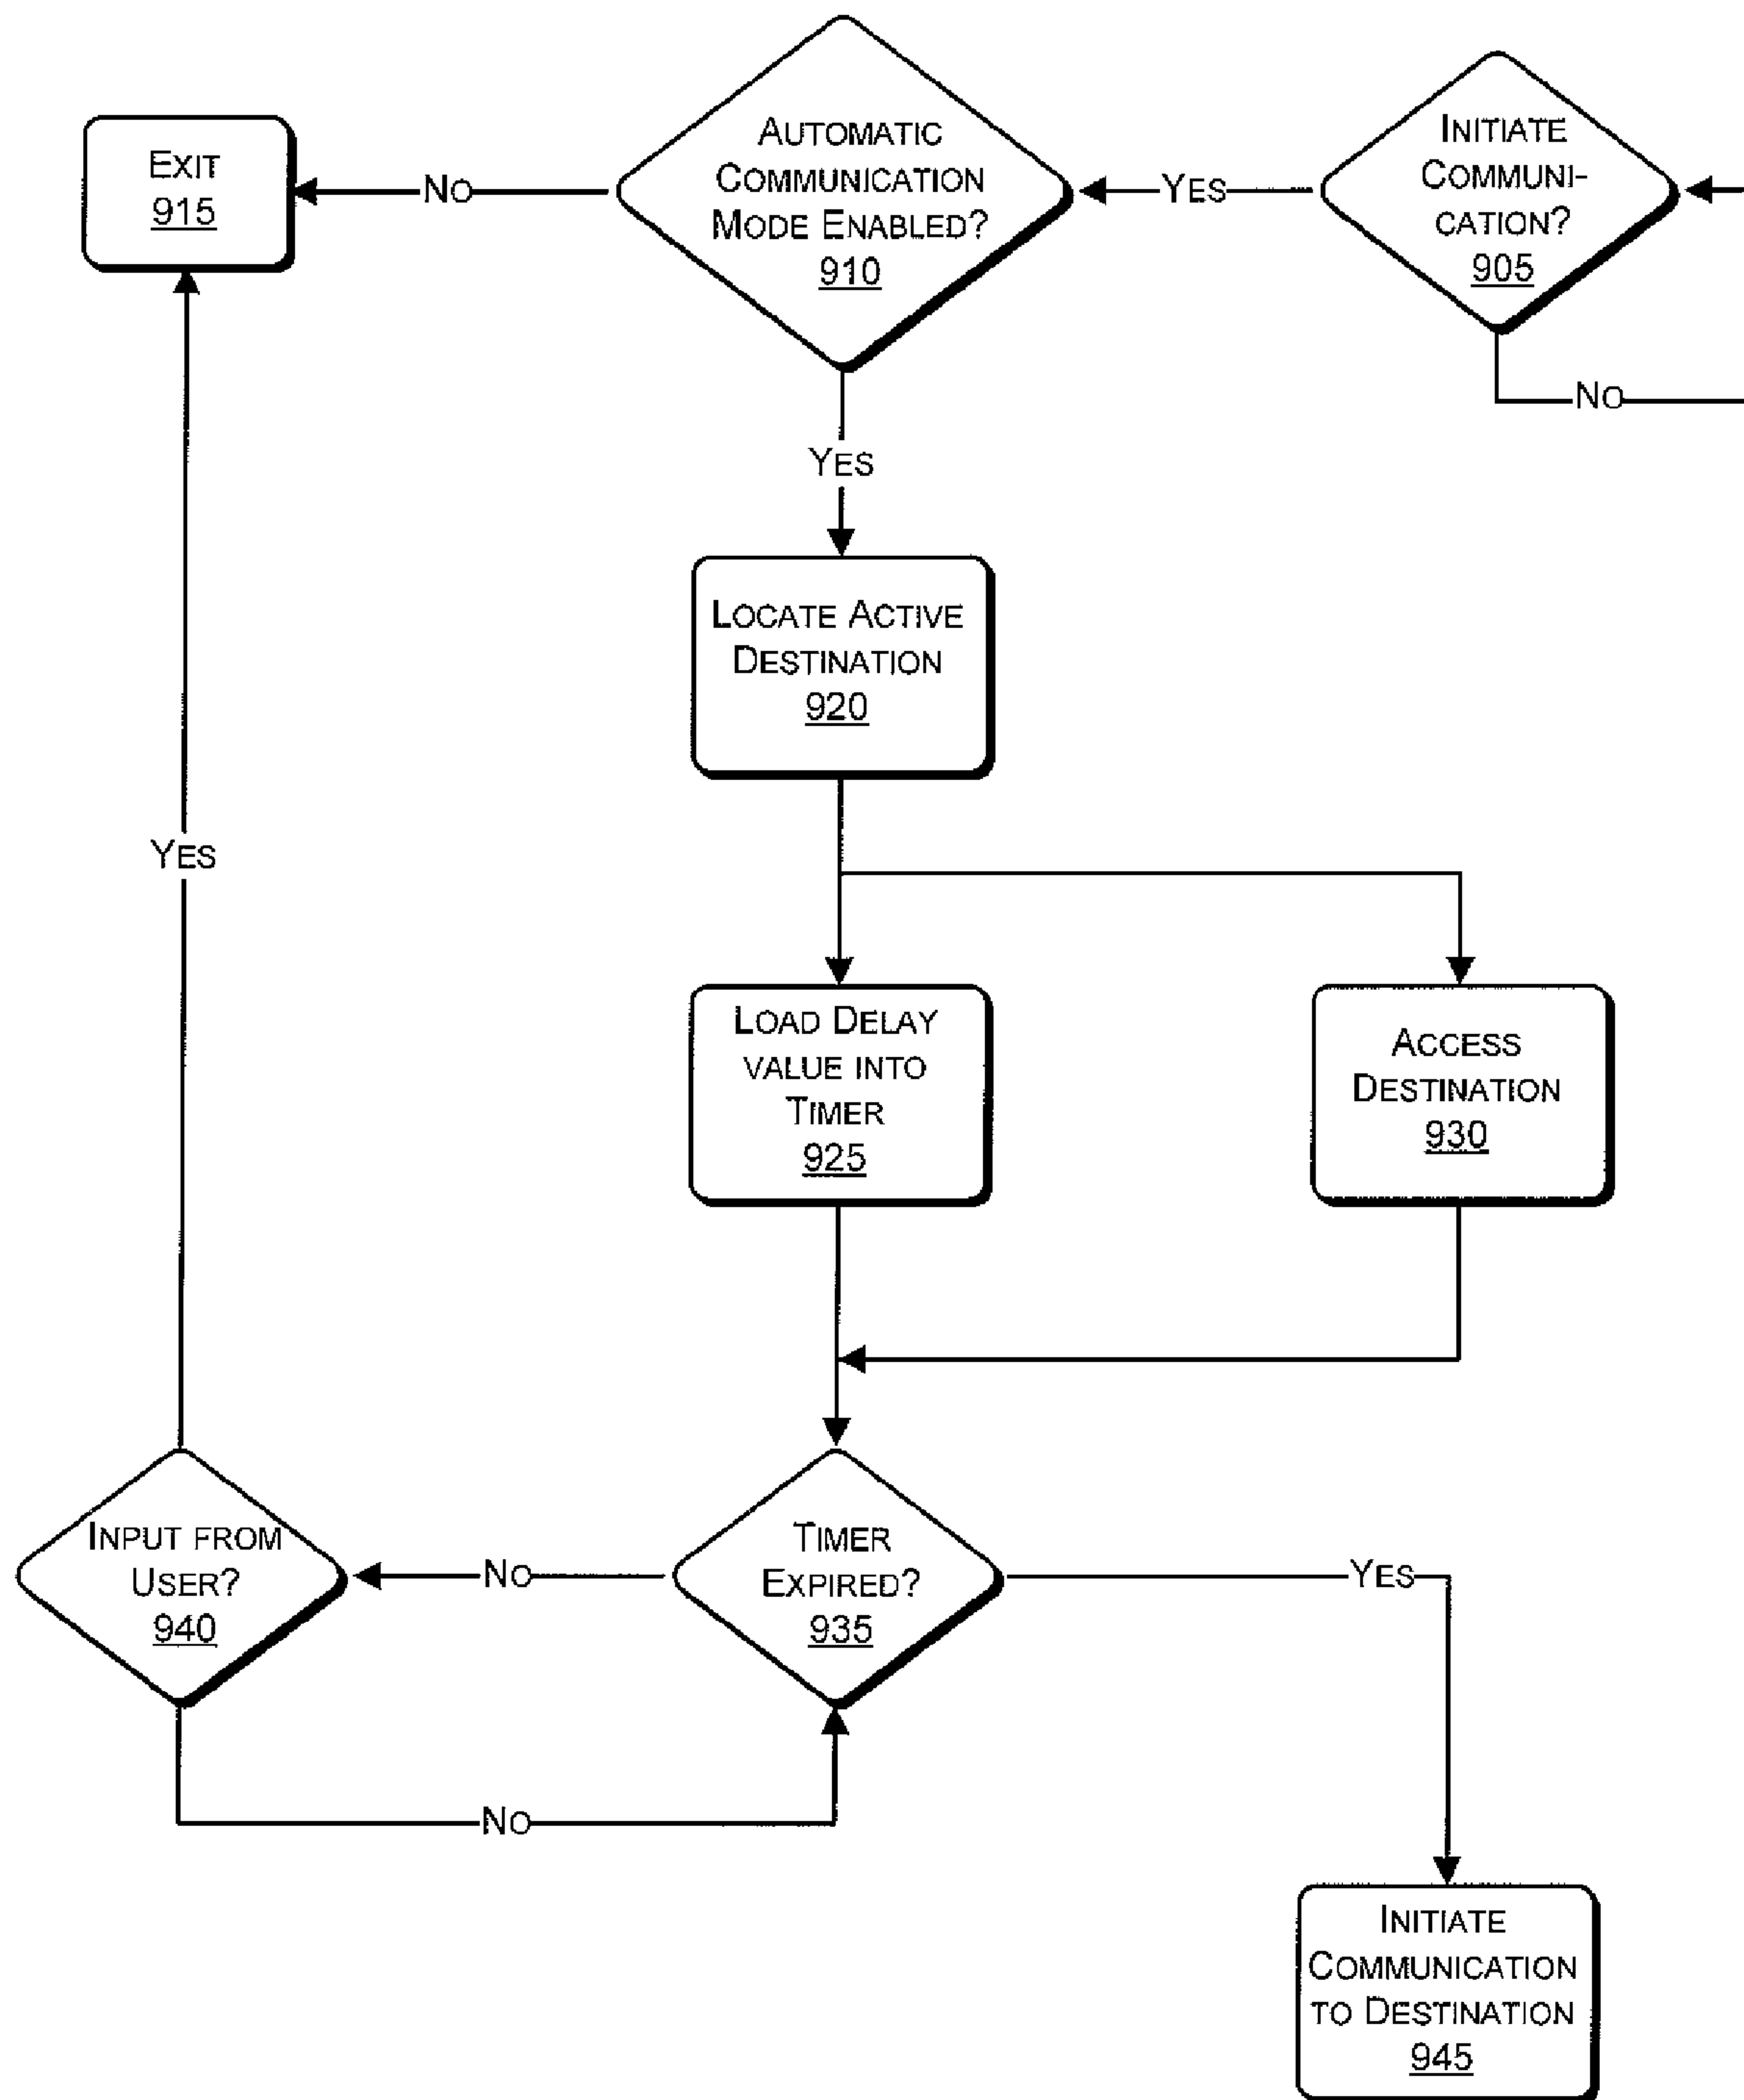 EXIT
915
NO
AUTOMATIC
COMMUNICATION
MODE ENABLED?
910
YES
INITIATE
COMMUNI-
CATION?
905
NO
YES
LOCATE ACTIVE
DESTINATION
920
YES
LOAD DELAY
VALUE INTO
TIMER
925
ACCESS
DESTINATION
930
INPUT FROM
USER?
940
NO
TIMER
EXPIRED?
935
YES
NO
INITIATE
COMMUNICATION
TO DESTINATION
945